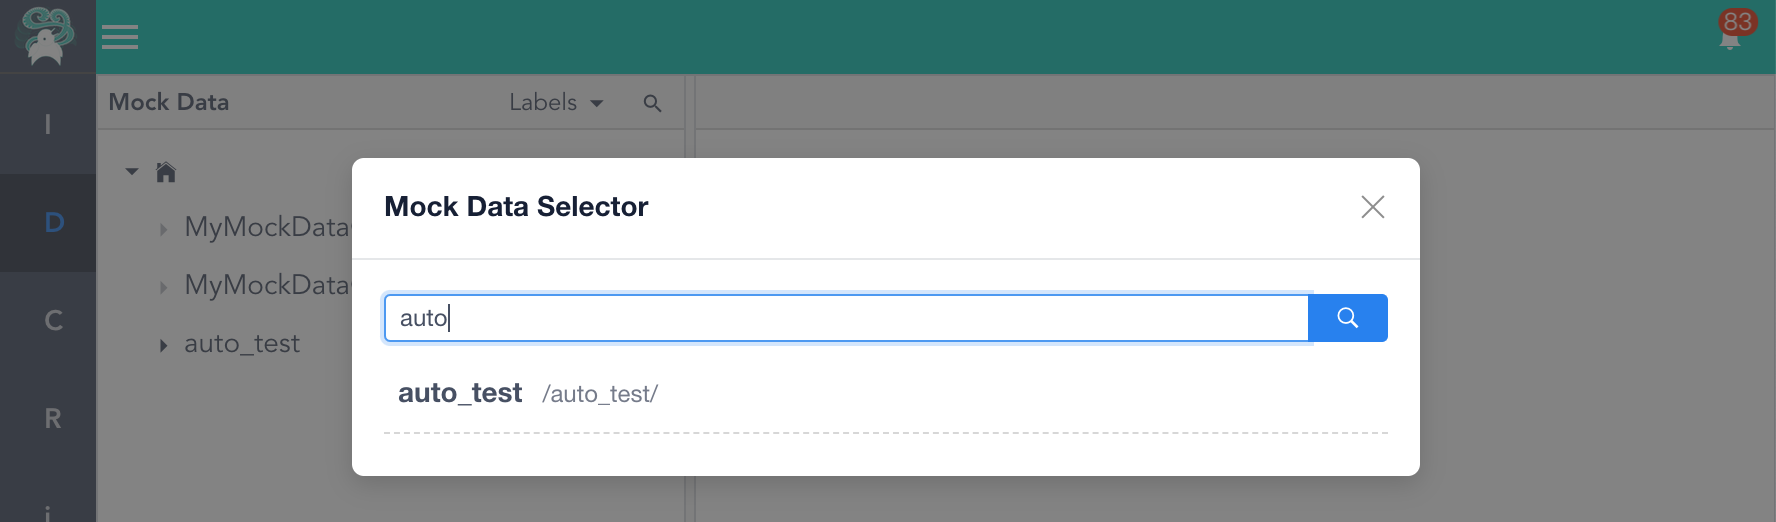 83
Mock Data Labels
I
D
C
R
i
MyMockData
MyMockData
auto_test
Mock Data Selector
auto
auto_test /auto_test/